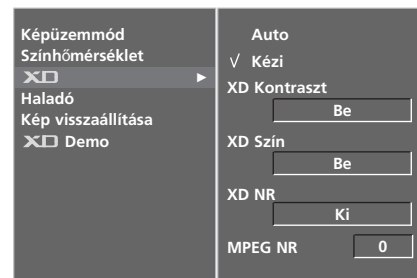 Képüzemmód
Színhőmérséklet
XD ►
Haladó
Kép visszaállítása
XD Demo
Auto
√ Kézi
XD Kontraszt
Be
XD Szín
Be
XD NR
Ki
MPEG NR 0